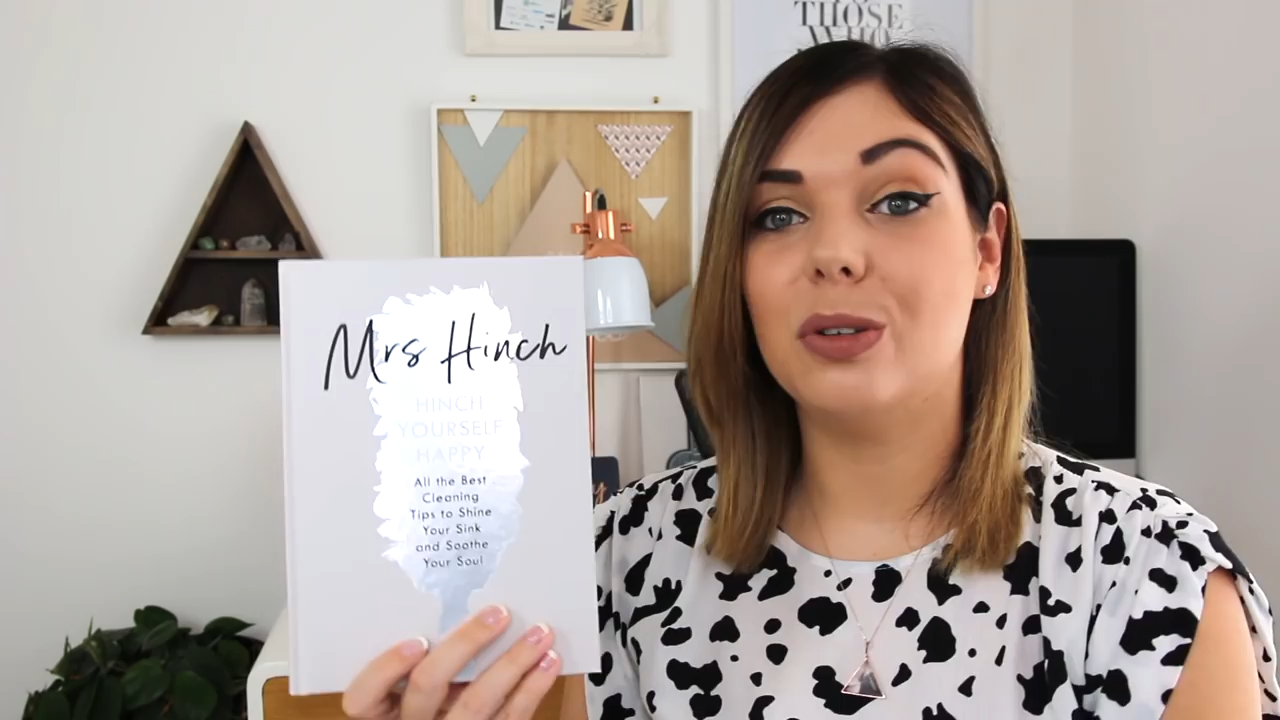 THOSE
WHO
Mrs Hinch
HINCH
YOURSELF
HAPPY
All the Best
Cleaning
Tips to Shine
Your Sink
and Soothe
Your Soul